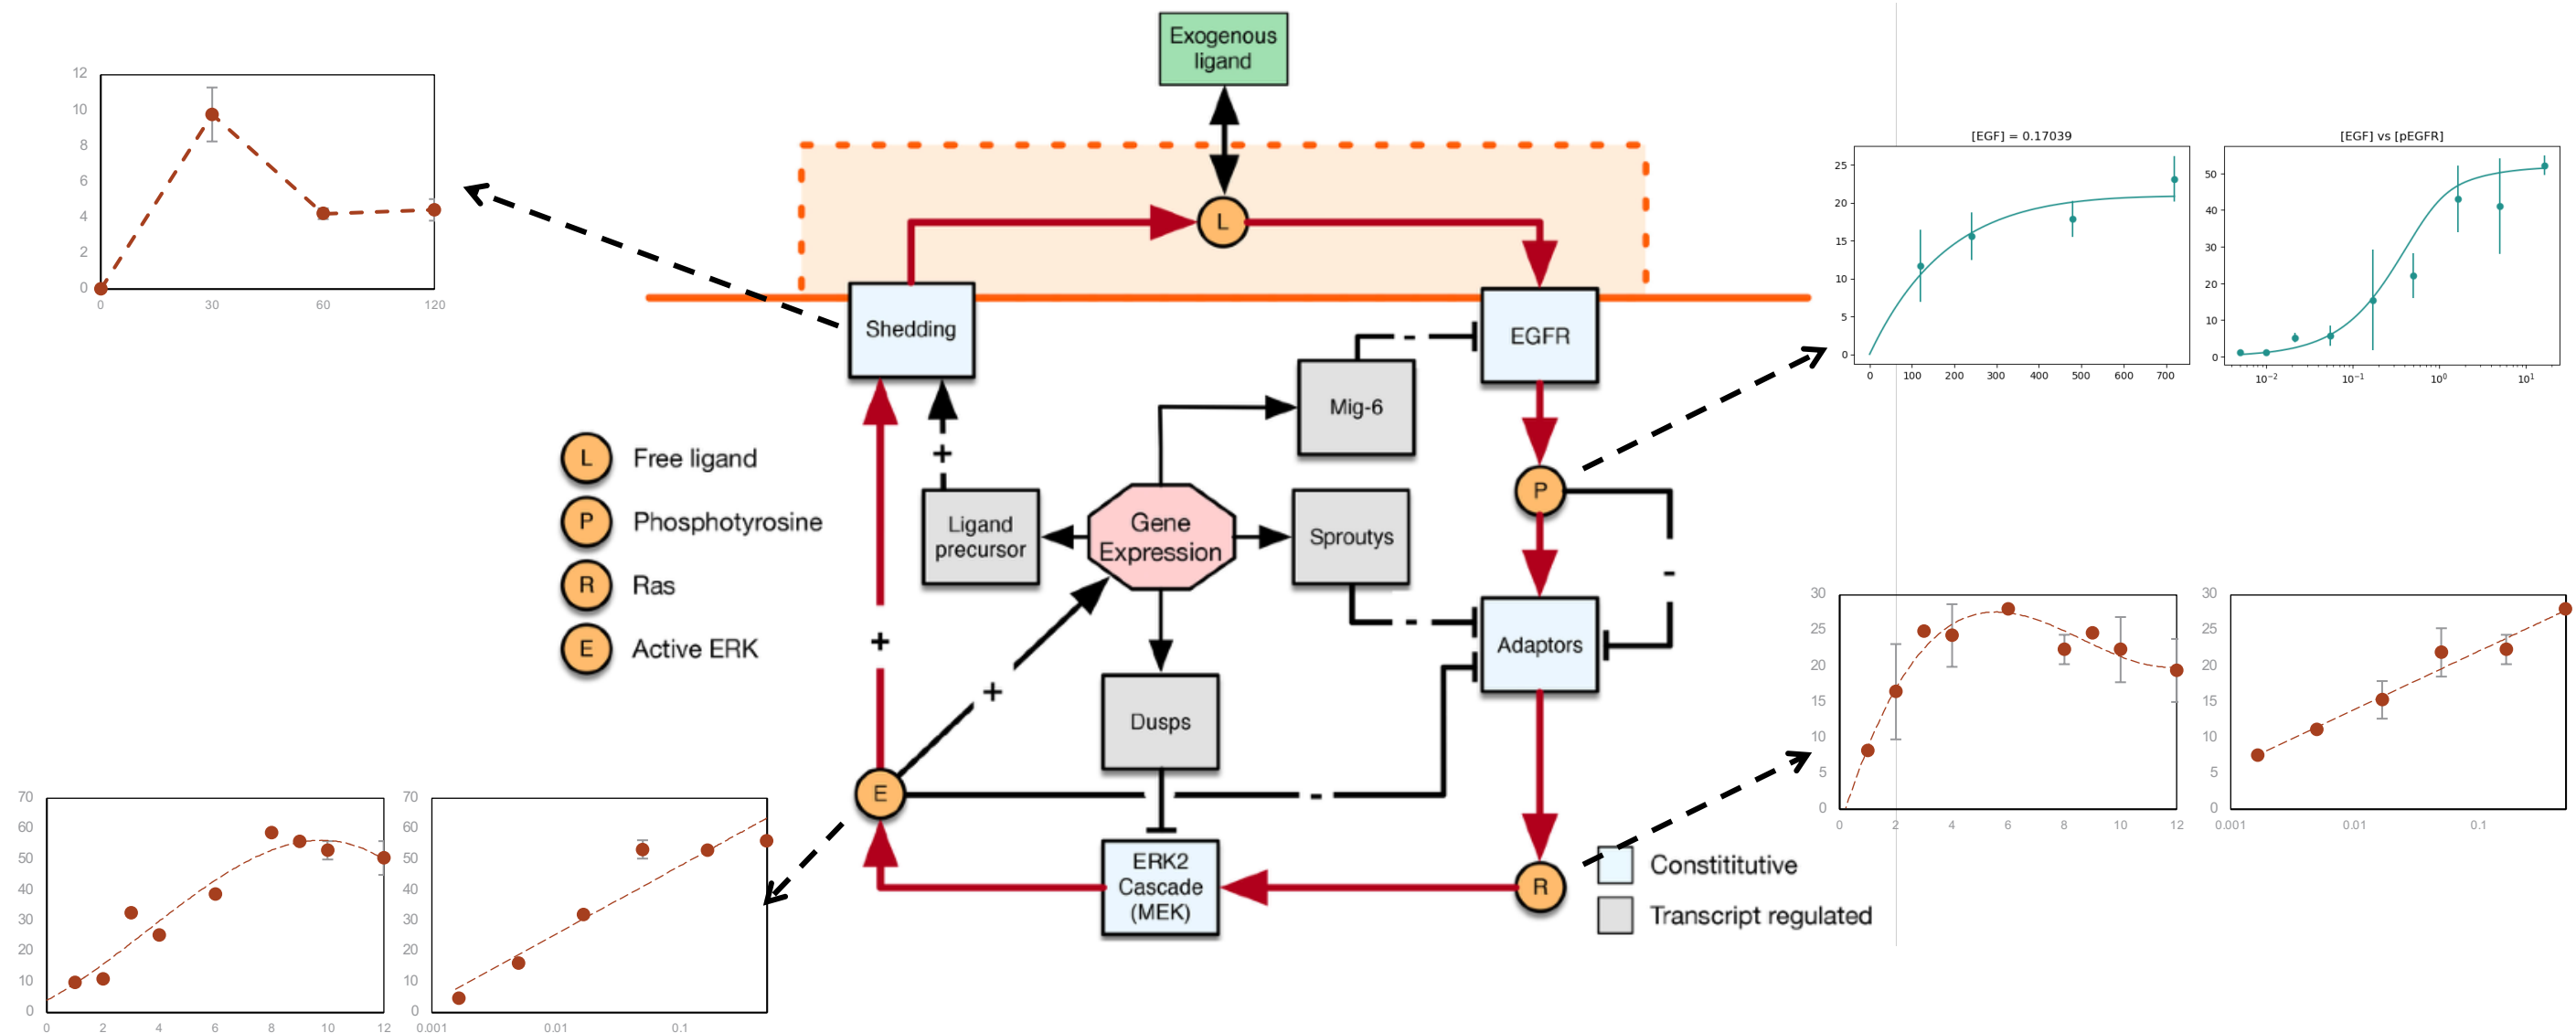 Exogenous
ligand
12
10
8
6
4
2
0
0 30 60 120
[EGF] = 0.17039
25
20
15
10
5
0
0 100 200 300 400 500 600 700
[EGF] vs [pEGFR]
50
40
30
20
10
0
10⁻² 10⁻¹ 10⁰ 10¹
L
Shedding
EGFR
-
Mig-6
+
L Free ligand
P Phosphotyrosine
R Ras
E Active ERK
Ligand
precursor
Gene
Expression
Sproutys
P
-
-
Adaptors
+
+
Dusps
E
-
ERK2
Cascade
(MEK)
R
Constititutive
Transcript regulated
30
25
20
15
10
5
0
0 2 4 6 8 10 12
30
25
20
15
10
5
0
0.001 0.01 0.1
70
60
50
40
30
20
10
0
0 2 4 6 8 10 12
70
60
50
40
30
20
10
0
0.001 0.01 0.1